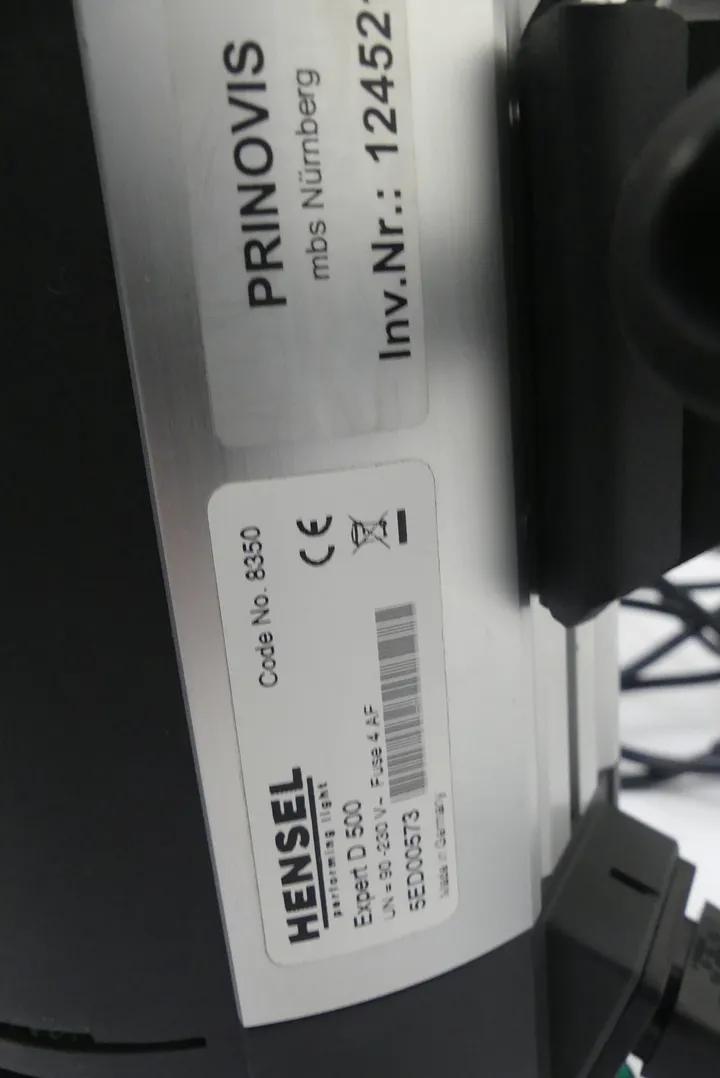 PRINOVIS
mbs Nürnberg
Inv.Nr.: 12452
HENSEL
performing light
Code No. 8350
CE
Expert D 500
UN = 90 -230 V~ Fuse 4 AF
5ED00573
Made in Germany